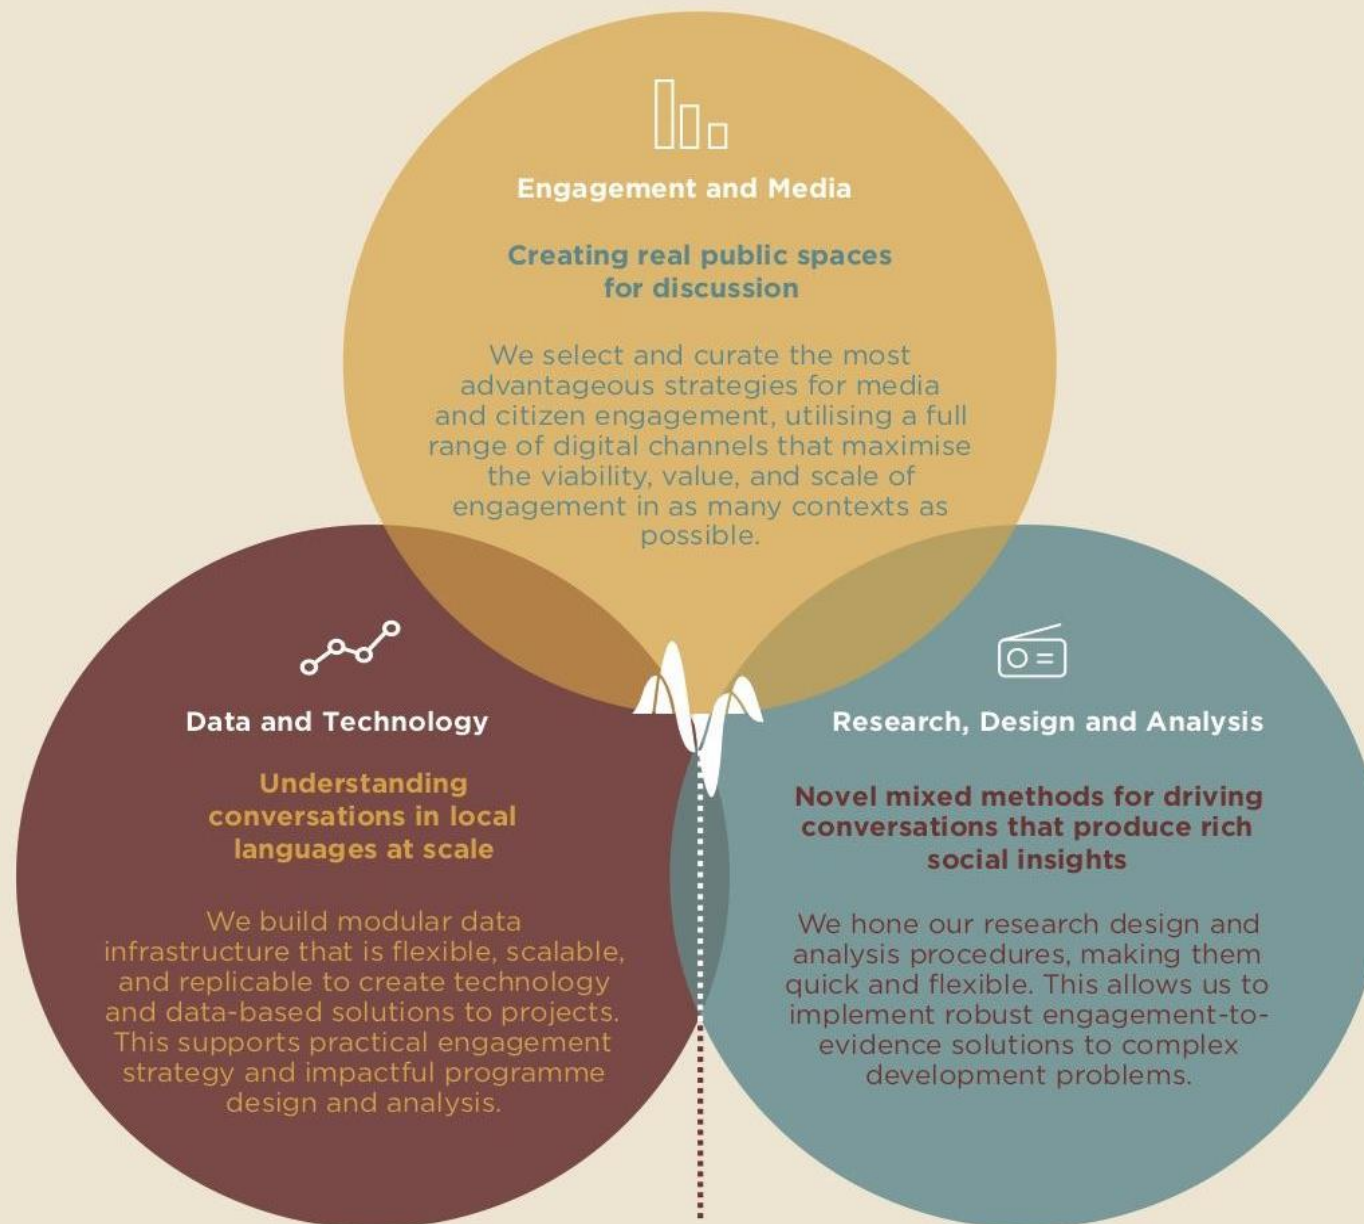 Engagement and Media
Creating real public spaces
for discussion
We select and curate the most
advantageous strategies for media
and citizen engagement, utilising a full
range of digital channels that maximise
the viability, value, and scale of
engagement in as many contexts as
possible.
Data and Technology
Understanding
conversations in local
languages at scale
We build modular data
infrastructure that is flexible, scalable,
and replicable to create technology
and data-based solutions to projects.
This supports practical engagement
strategy and impactful programme
design and analysis.
Research, Design and Analysis
Novel mixed methods for driving
conversations that produce rich
social insights
We hone our research design and
analysis procedures, making them
quick and flexible. This allows us to
implement robust engagement-to-
evidence solutions to complex
development problems.